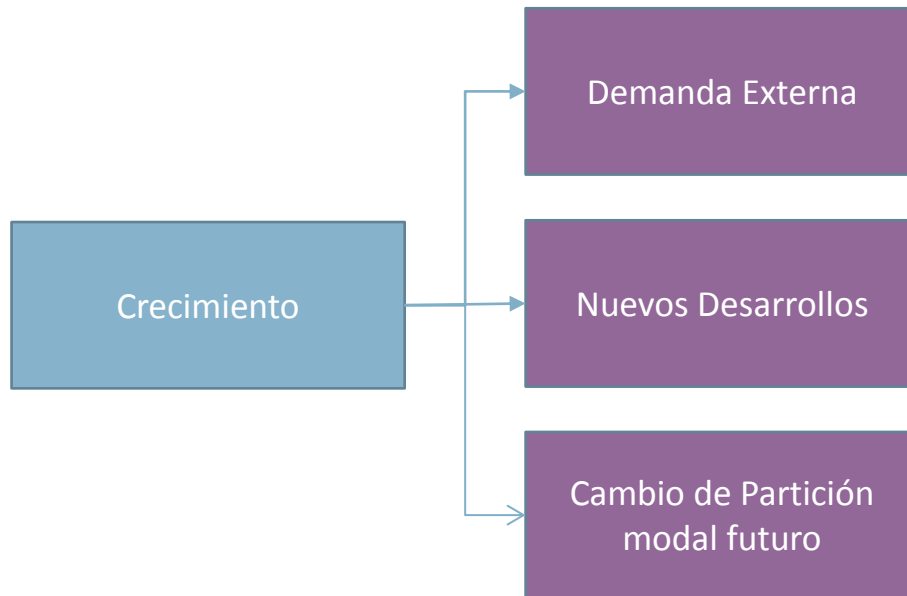 Demanda Externa
Crecimiento
Nuevos Desarrollos
Cambio de Partición
modal futuro